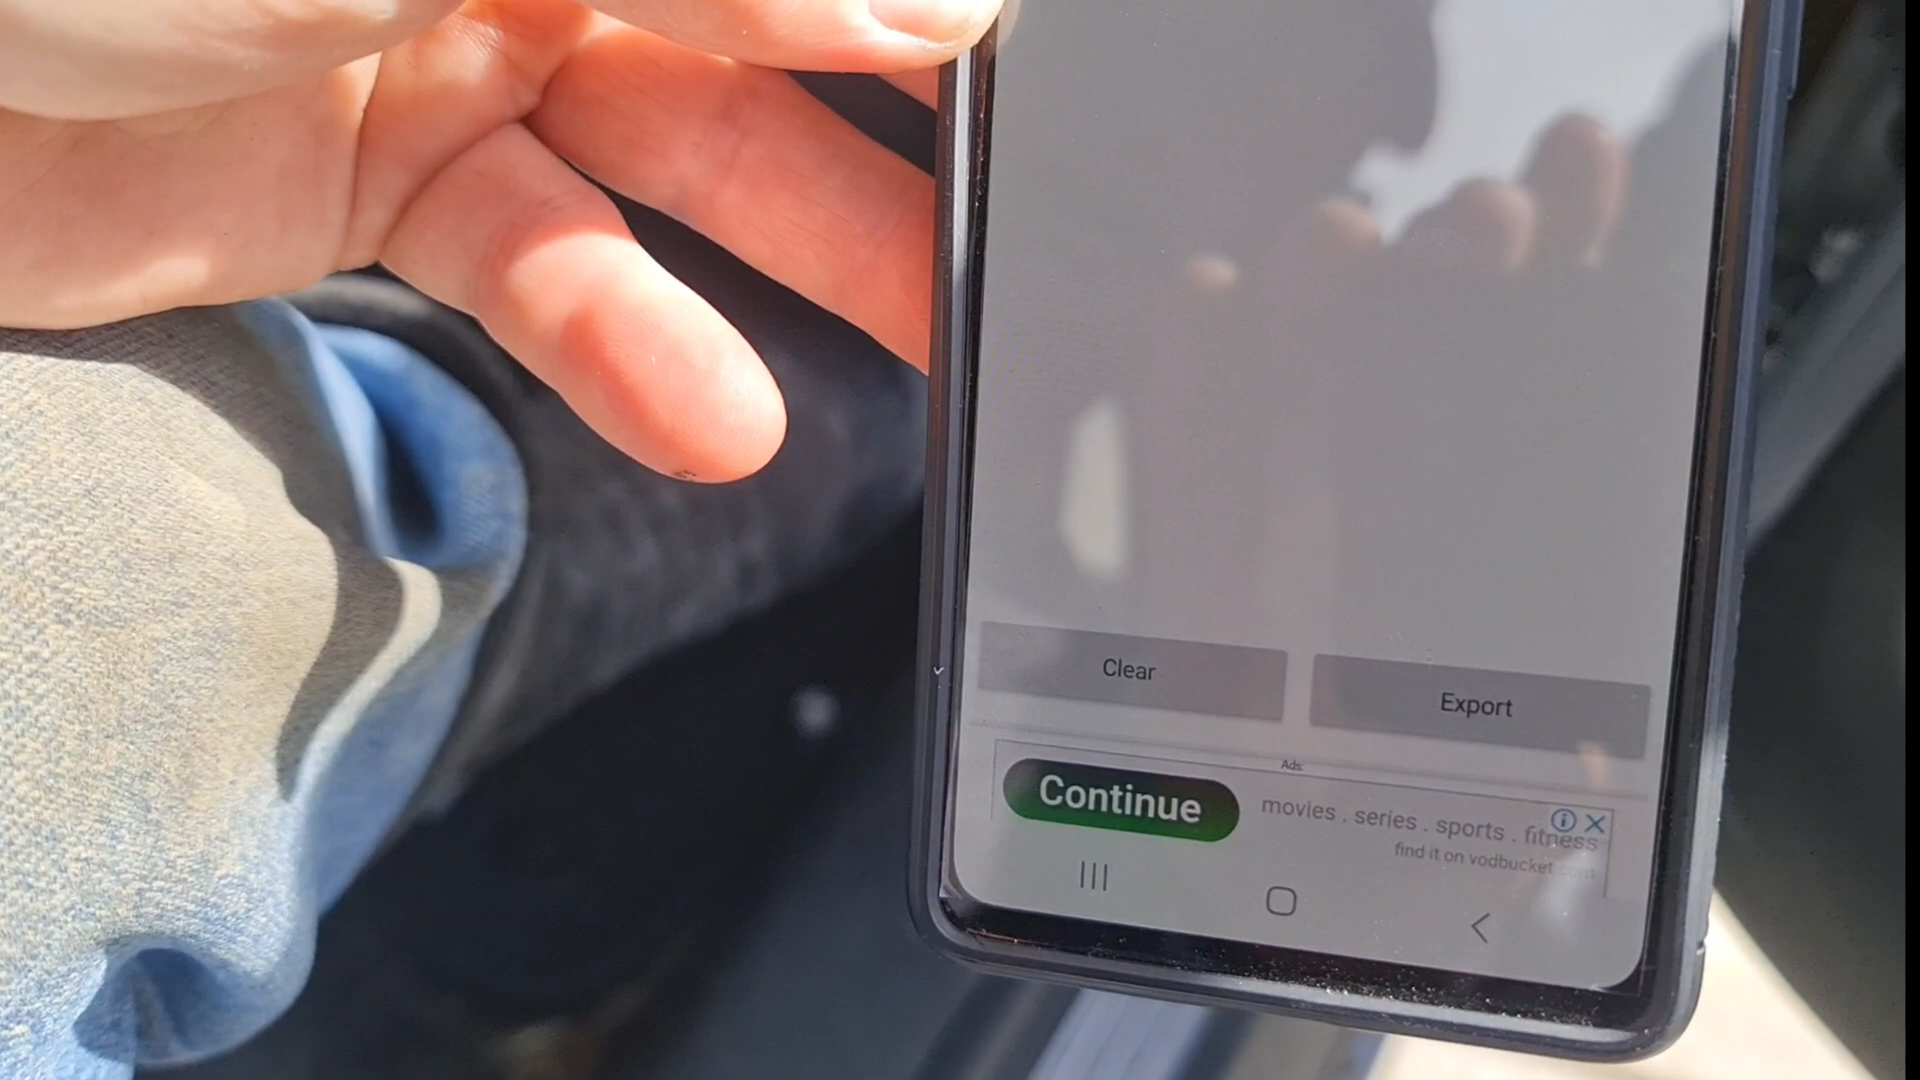 Clear
Export
Ads
Continue
movies . series . sports . fitness
find it on vodbucket.com